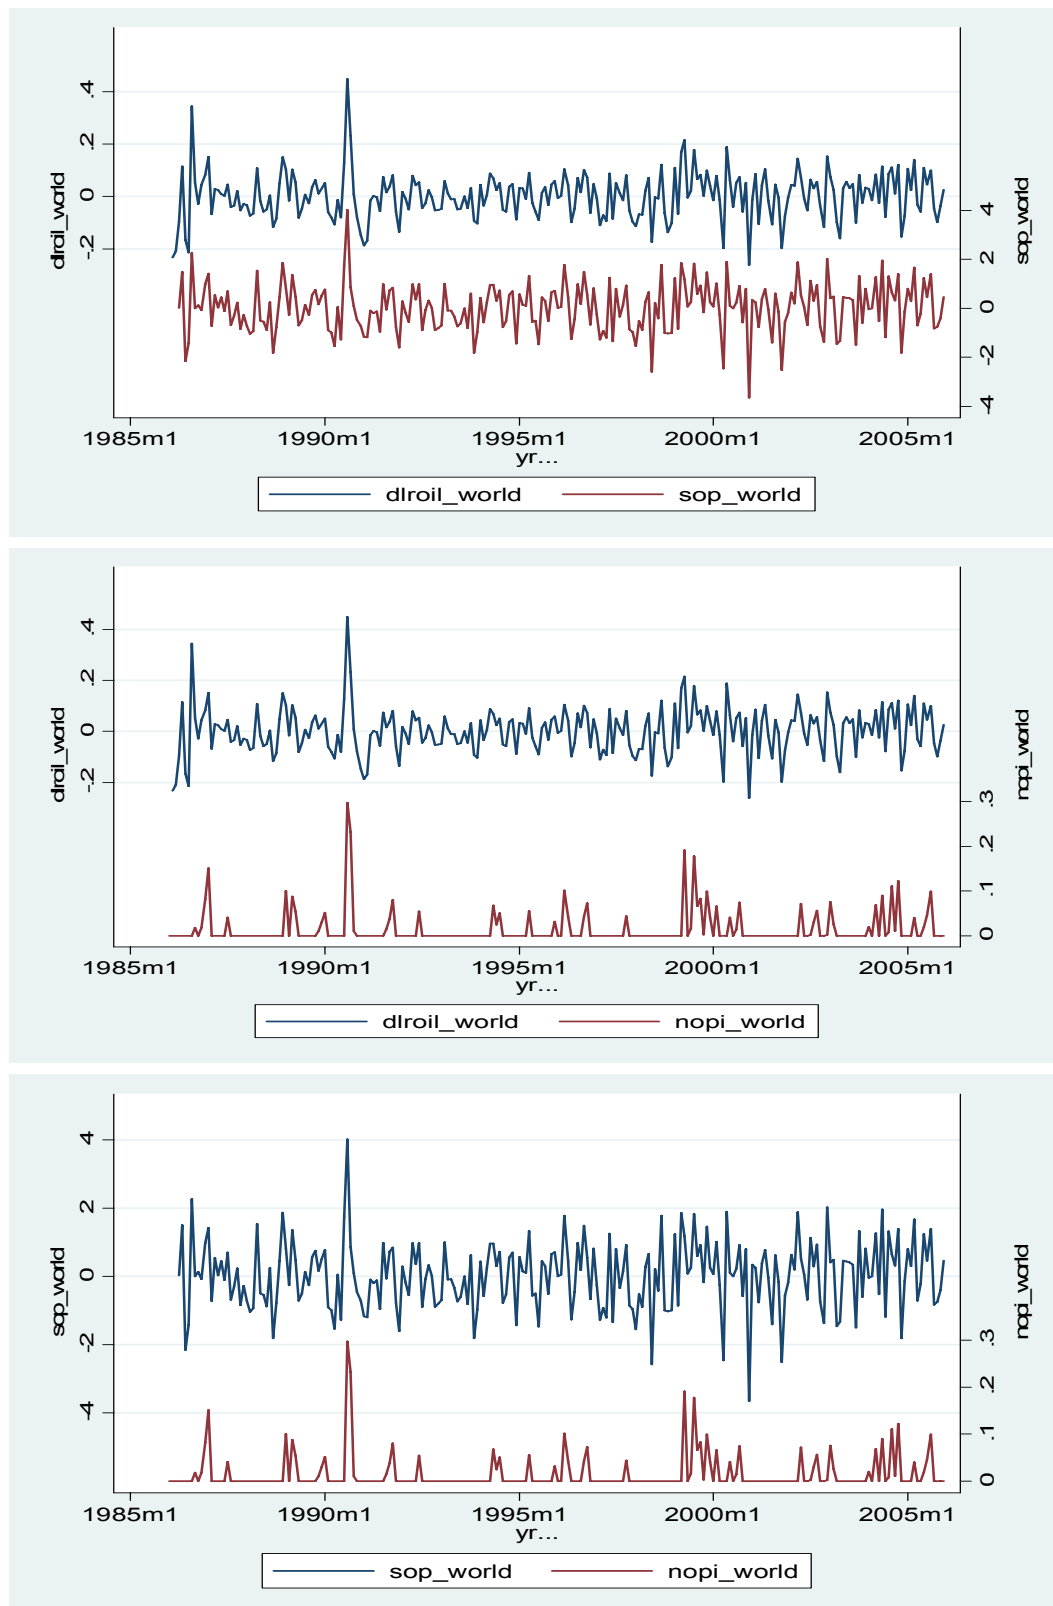 dlroil_world
.4
.2
0
-.2
4
2
0
-2
-4
sop_world
1985m1 1990m1 1995m1 2000m1 2005m1
yr...
dlroil_world sop_world
dlroil_world
.4
.2
0
-.2
.3
.2
.1
0
nopi_world
1985m1 1990m1 1995m1 2000m1 2005m1
yr...
dlroil_world nopi_world
sop_world
4
2
0
-2
-4
.3
.2
.1
0
nopi_world
1985m1 1990m1 1995m1 2000m1 2005m1
yr...
sop_world nopi_world